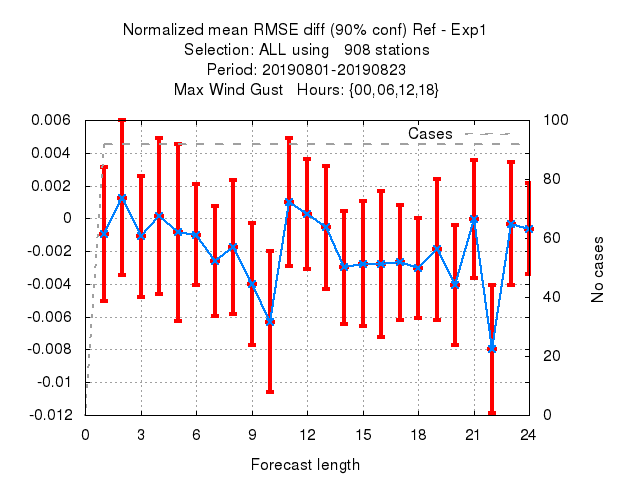 Normalized mean RMSE diff (90% conf) Ref - Exp1
Selection: ALL using   908 stations
Period: 20190801-20190823
Max Wind Gust   Hours: {00,06,12,18}
Cases
0.006
0.004
0.002
0
-0.002
-0.004
-0.006
-0.008
-0.01
-0.012
100
80
60
40
20
0
No cases
0 3 6 9 12 15 18 21 24
Forecast length